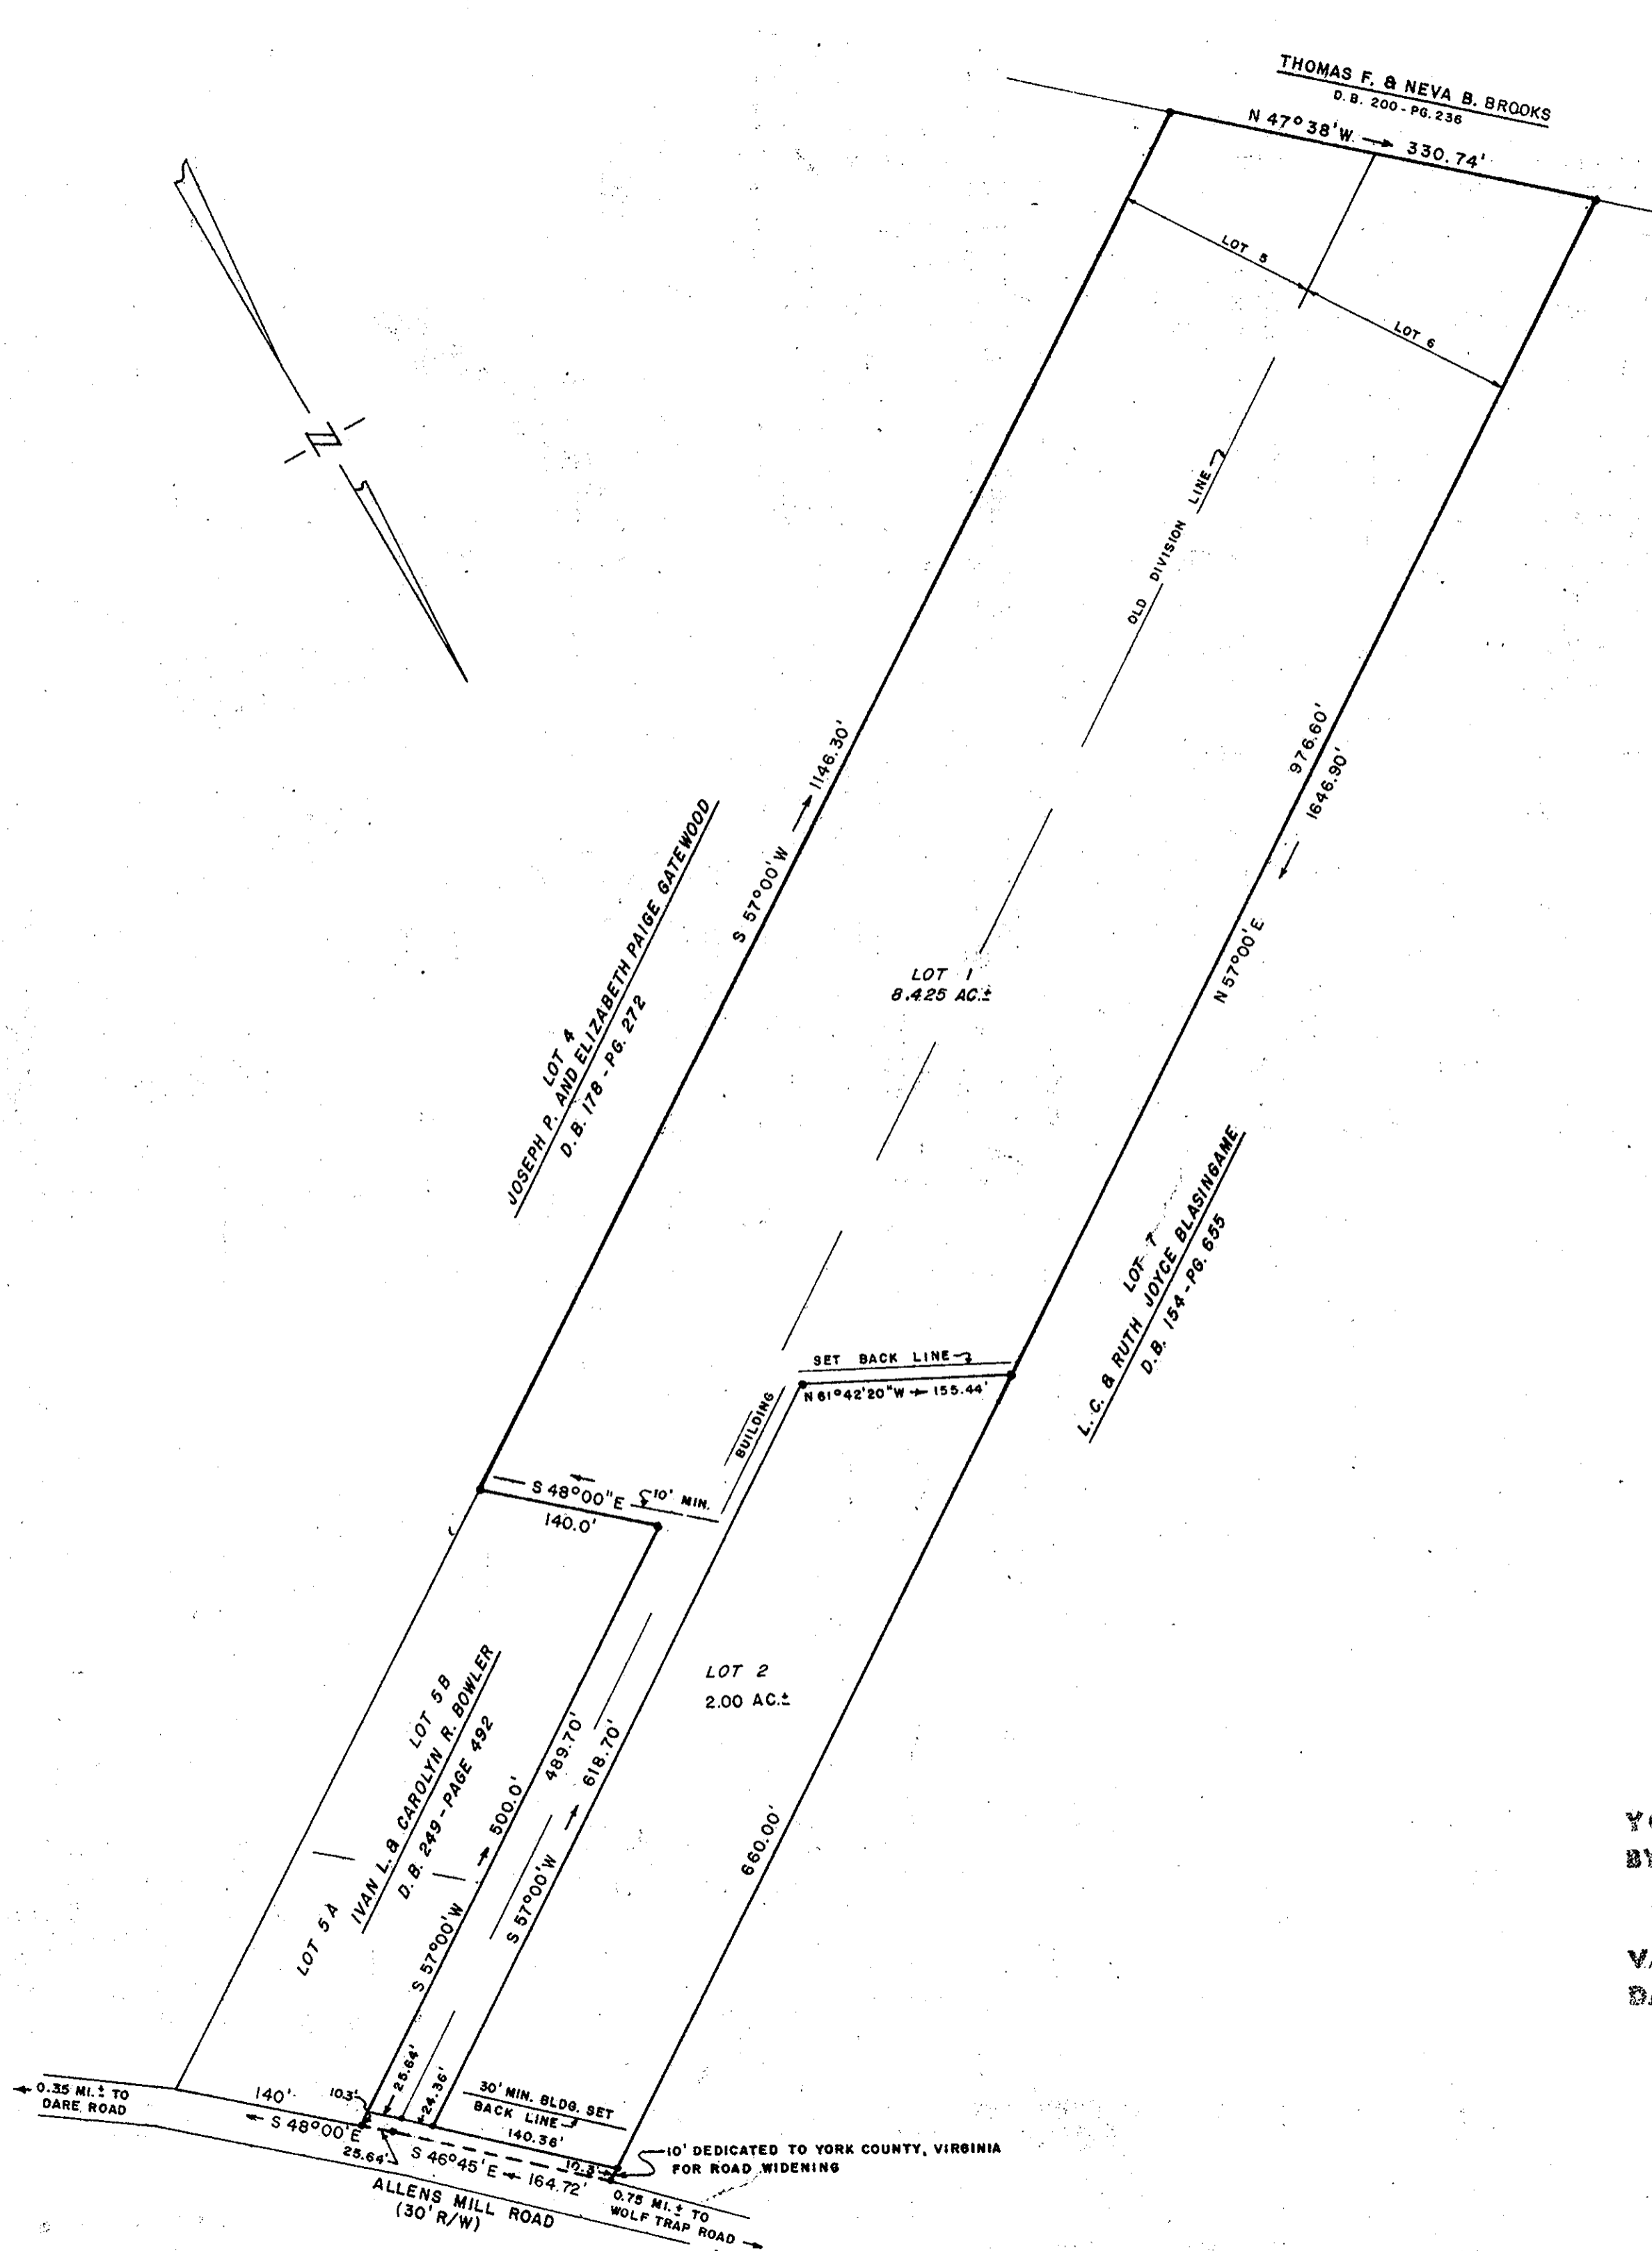 THOMAS F. & NEVA B. BROOKS
D. B. 200 - PG. 236
N 47° 38' W. 330.74'
LOT 5
LOT 6
N
OLD DIVISION LINE
S 57°00' W 1146.30'
976.60'
1646.90'
N 57°00' E
LOT 4
JOSEPH P. AND ELIZABETH PAIGE GATEWOOD
D. B. 178 - PG. 272
LOT 1
8.425 AC.±
LOT 7
L. C. & RUTH JOYCE BLASINGAME
D. B. 154 - PG. 655
SET BACK LINE
N 61° 42' 20" W 155.44'
BUILDING
S 48° 00" E 10' MIN.
140.0'
LOT 2
2.00 AC.±
LOT 5 B
IVAN L. & CAROLYN R. BOWLER
D. B. 249 - PAGE 492
LOT 5 A
S 57°00' W 500.0'
489.70'
S 57°00' W 618.70'
660.00'
0.35 MI. ± TO
DARE ROAD
140'
10.3'
25.64'
24.36'
30' MIN. BLDG. SET
BACK LINE
140.36'
S 48°00' E
25.64'
S 46° 45' E 164.72'
10.3'
10' DEDICATED TO YORK COUNTY, VIRGINIA
FOR ROAD WIDENING
0.75 MI. ± TO
WOLF TRAP ROAD
ALLENS MILL ROAD
(30' R/W)
BY